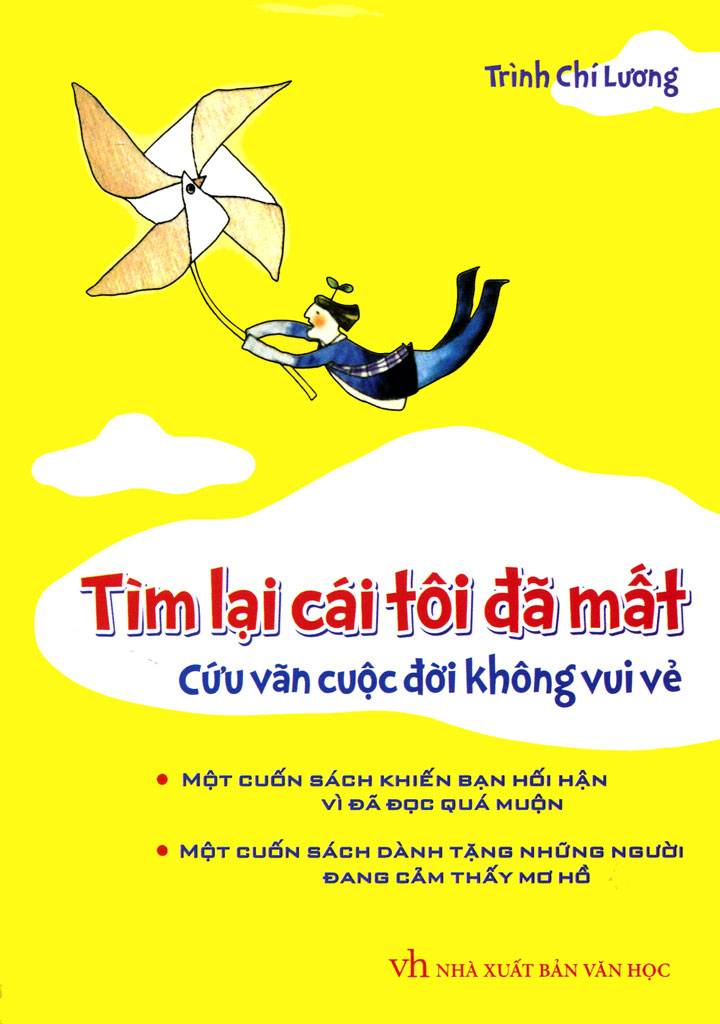 Trình Chí Lương
Tìm lại cái tôi đã mất
Cứu vãn cuộc đời không vui vẻ
• MỘT CUỐN SÁCH KHIẾN BẠN HỐI HẬN
VÌ ĐÃ ĐỌC QUÁ MUỘN
• MỘT CUỐN SÁCH DÀNH TẶNG NHỮNG NGƯỜI
ĐANG CẢM THẤY MƠ HỒ
vh NHÀ XUẤT BẢN VĂN HỌC